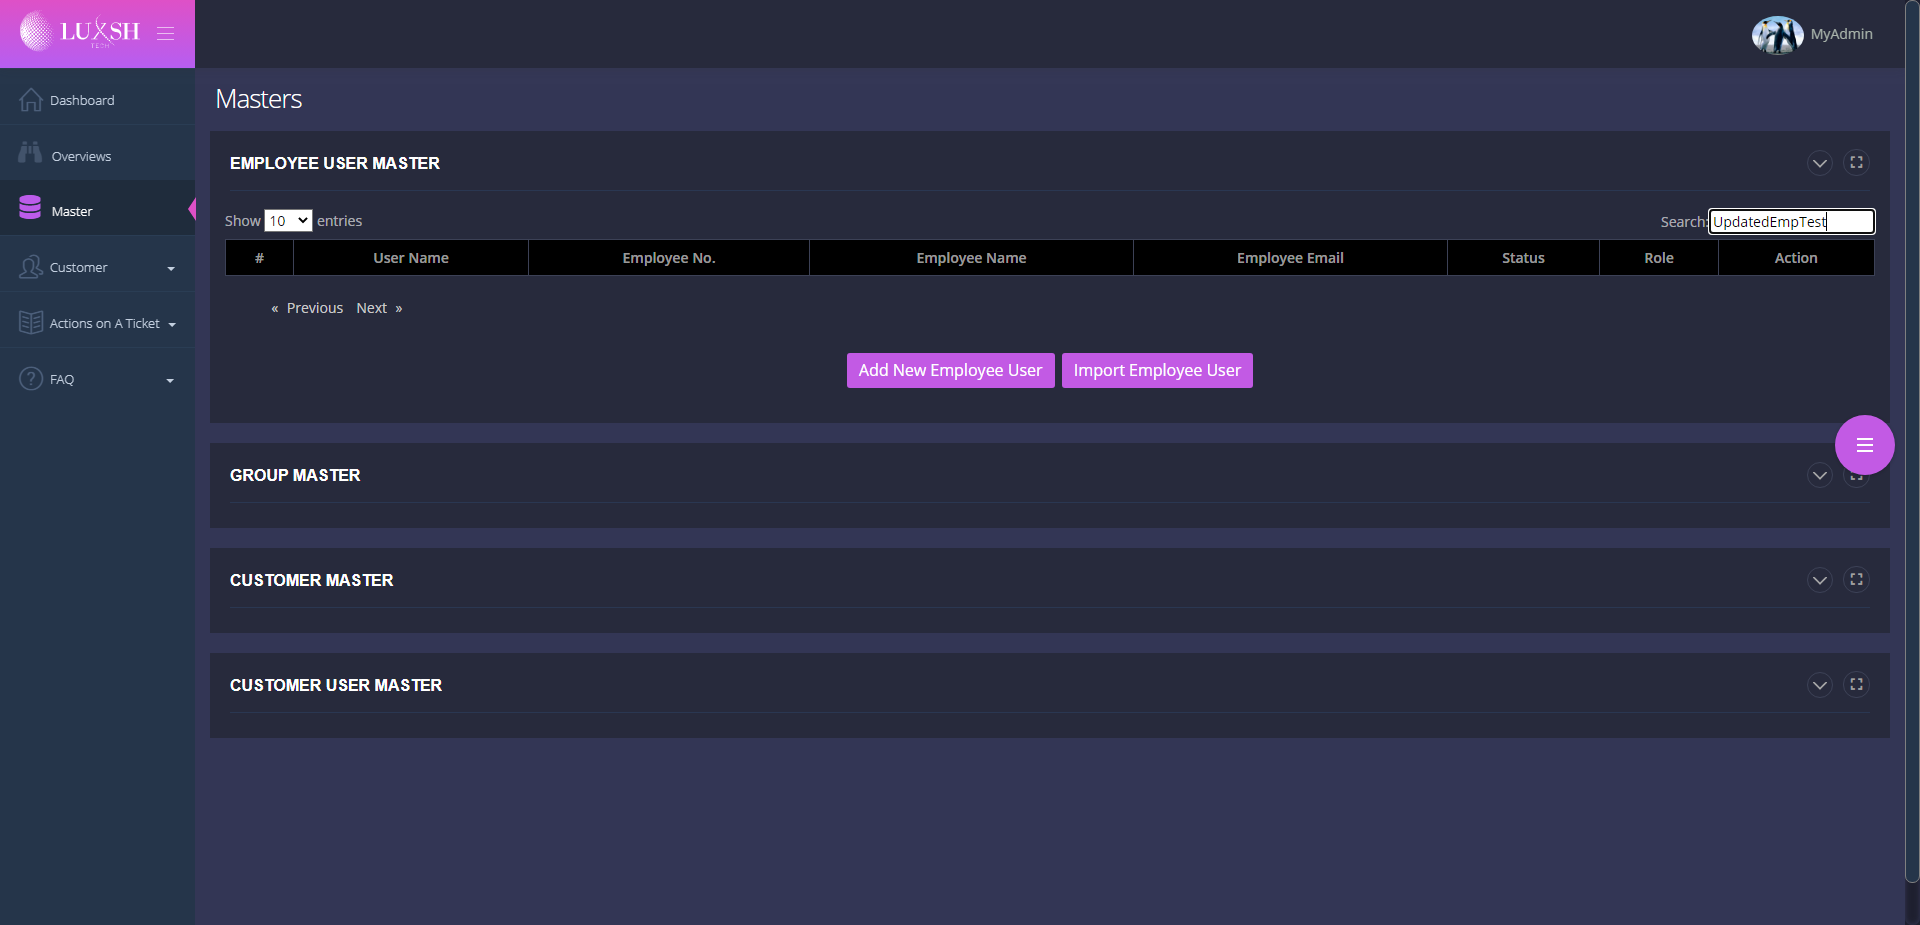 LUXSH
TECH
MyAdmin
Dashboard
Overviews
Master
Customer
Actions on A Ticket
FAQ
Masters
EMPLOYEE USER MASTER
Show 10 entries
Search: UpdatedEmpTest
# User Name Employee No. Employee Name Employee Email Status Role Action
« Previous Next »
Add New Employee User Import Employee User
GROUP MASTER
CUSTOMER MASTER
CUSTOMER USER MASTER